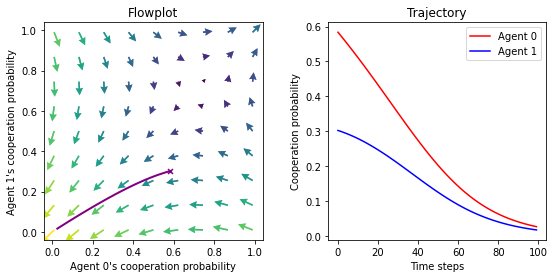 Flowplot
Agent 1's cooperation probability
1.0
0.8
0.6
0.4
0.2
0.0
0.0 0.2 0.4 0.6 0.8 1.0
Agent 0's cooperation probability
Trajectory
Agent 0
Agent 1
Cooperation probability
0.6
0.5
0.4
0.3
0.2
0.1
0.0
0 20 40 60 80 100
Time steps